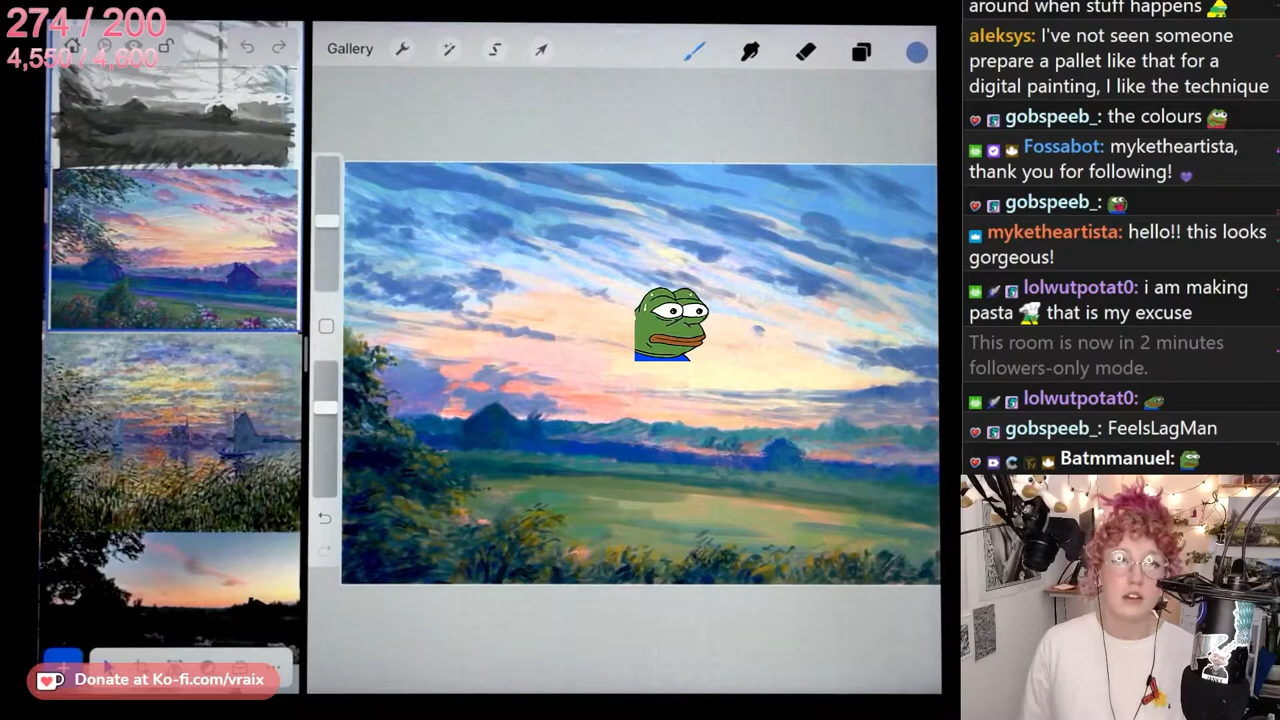 274 / 200
4,550 / 4,600
Gallery
Donate at Ko-fi.com/vraix
around when stuff happens
aleksys: I've not seen someone
prepare a pallet like that for a
digital painting, I like the technique
gobspeeb_: the colours
Fossabot: myketheartista,
thank you for following!
gobspeeb_:
myketheartista: hello!! this looks
gorgeous!
lolwutpotat0: i am making
pasta that is my excuse
This room is now in 2 minutes
followers-only mode.
lolwutpotat0:
gobspeeb_: FeelsLagMan
Batmmanuel: